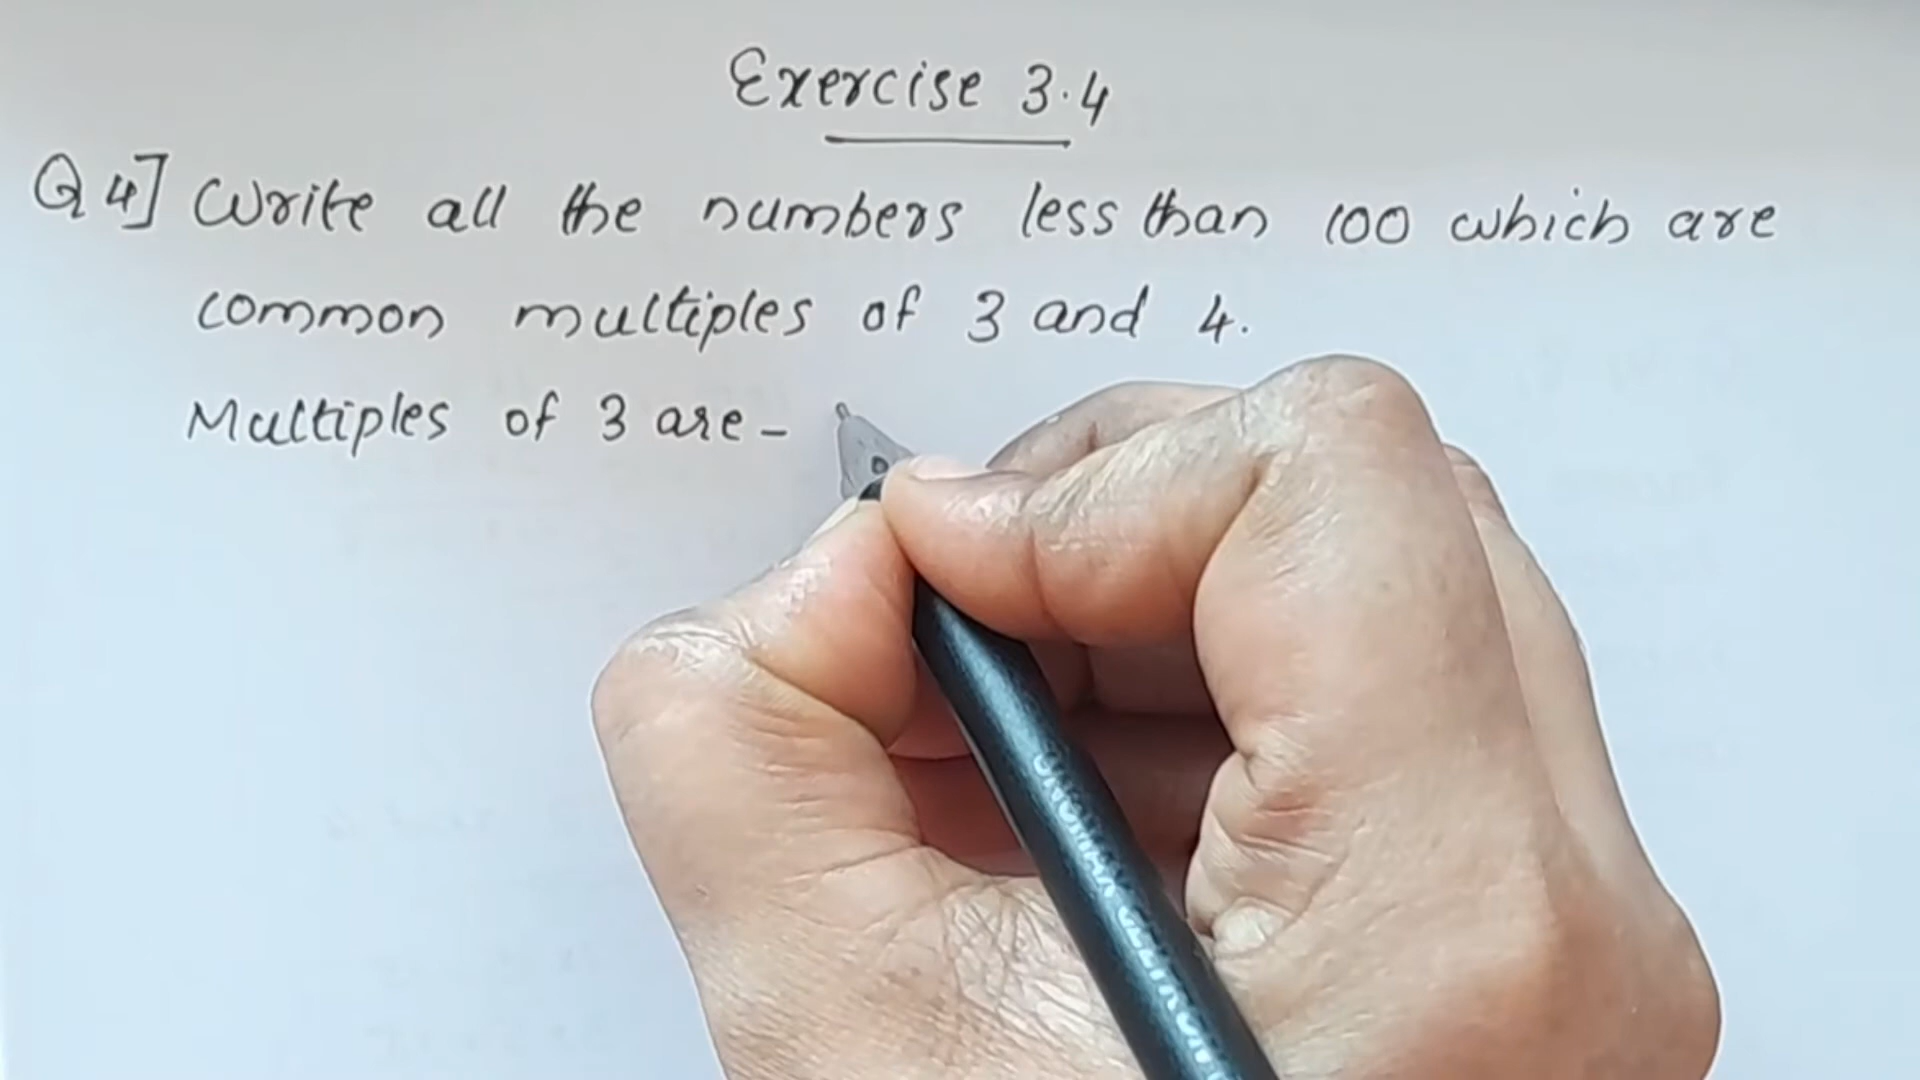 Exercise 3.4
Q4] Write all the numbers less than 100 which are
common multiples of 3 and 4.
Multiples of 3 are -